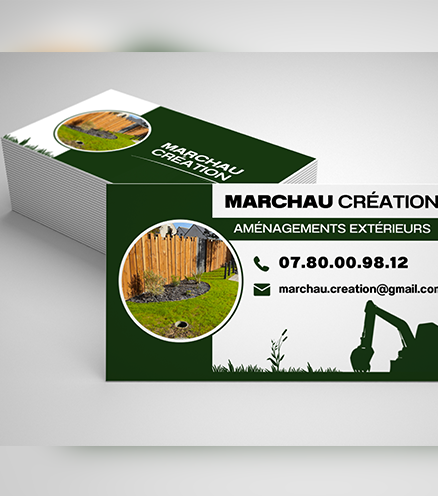 MARCHAU
CRÉATION
MARCHAU CRÉATION
AMÉNAGEMENTS EXTÉRIEURS
07.80.00.98.12
marchau.creation@gmail.com